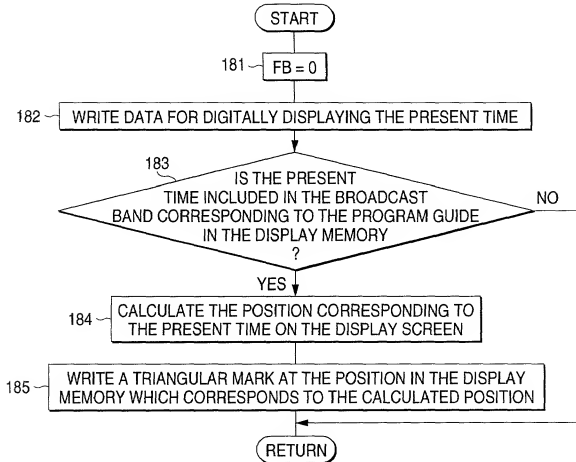 START
181
FB = 0
182
WRITE DATA FOR DIGITALLY DISPLAYING THE PRESENT TIME
183
IS THE PRESENT
TIME INCLUDED IN THE BROADCAST
BAND CORRESPONDING TO THE PROGRAM GUIDE
IN THE DISPLAY MEMORY
?
NO
YES
184
CALCULATE THE POSITION CORRESPONDING TO
THE PRESENT TIME ON THE DISPLAY SCREEN
185
WRITE A TRIANGULAR MARK AT THE POSITION IN THE DISPLAY
MEMORY WHICH CORRESPONDS TO THE CALCULATED POSITION
RETURN